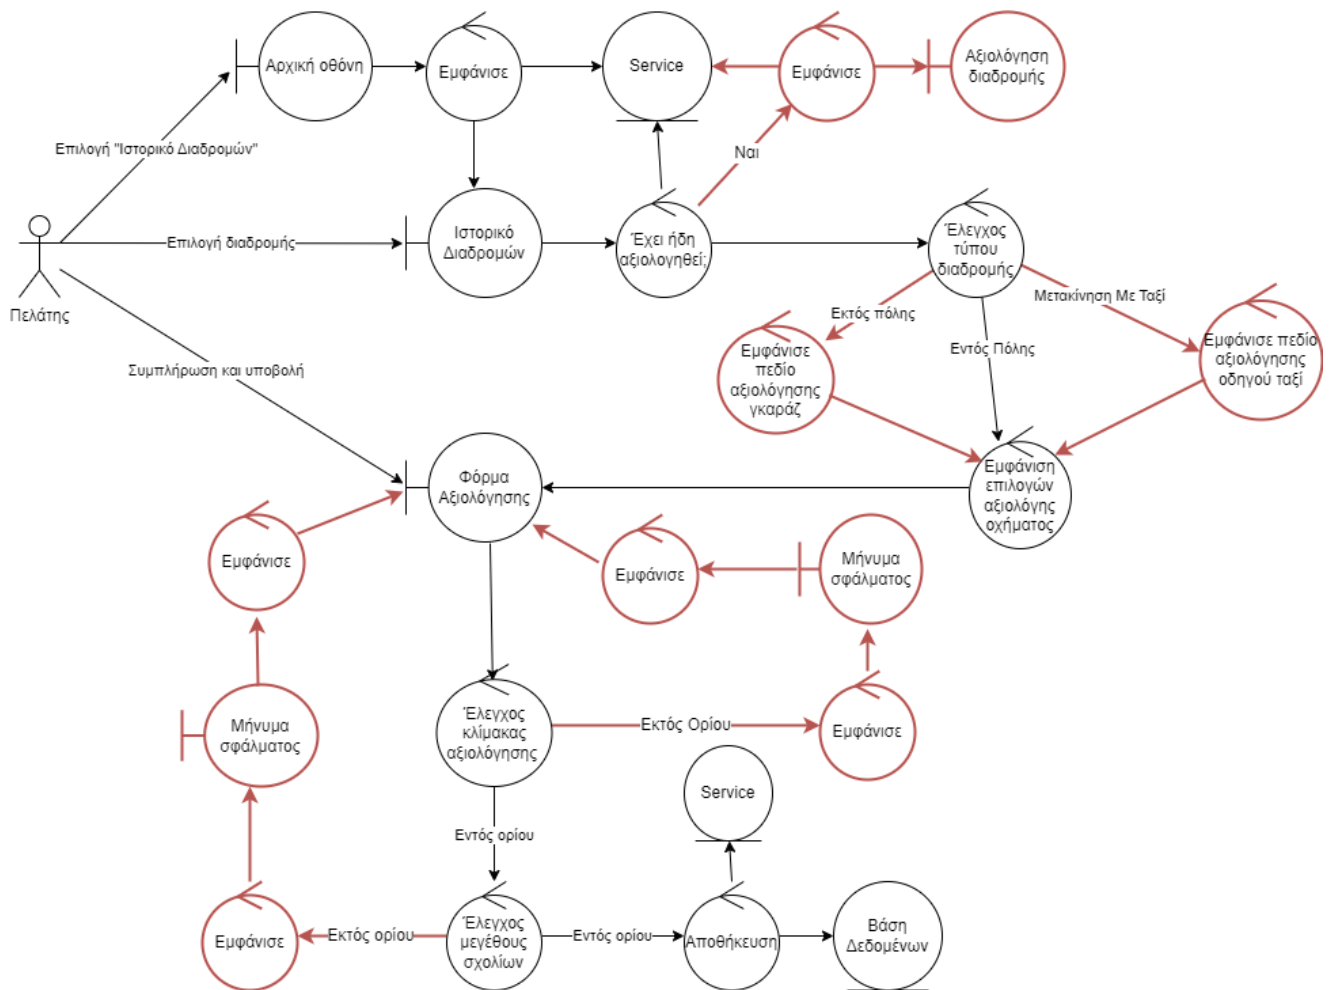 Αρχική οθόνη
Εμφάνισε
Service
Εμφάνισε
Αξιολόγηση
διαδρομής
Επιλογή "Ιστορικό Διαδρομών"
Ναι
Πελάτης
Επιλογή διαδρομής
Ιστορικό
Διαδρομών
Έχει ήδη
αξιολογηθεί;
Έλεγχος
τύπου
διαδρομής
Εκτός πόλης
Εντός Πόλης
Μετακίνηση Με Ταξί
Εμφάνισε
πεδίο
αξιολόγησης
γκαράζ
Εμφάνισε πεδίο
αξιολόγησης
οδηγού ταξί
Συμπλήρωση και υποβολή
Φόρμα
Αξιολόγησης
Εμφάνιση
επιλογών
αξιολόγης
οχήματος
Εμφάνισε
Εμφάνισε
Μήνυμα
σφάλματος
Μήνυμα
σφάλματος
Έλεγχος
κλίμακας
αξιολόγησης
Εκτός Ορίου
Εμφάνισε
Service
Εντός ορίου
Εμφάνισε
Εκτός ορίου
Έλεγχος
μεγέθους
σχολίων
Εντός ορίου
Αποθήκευση
Βάση
Δεδομένων